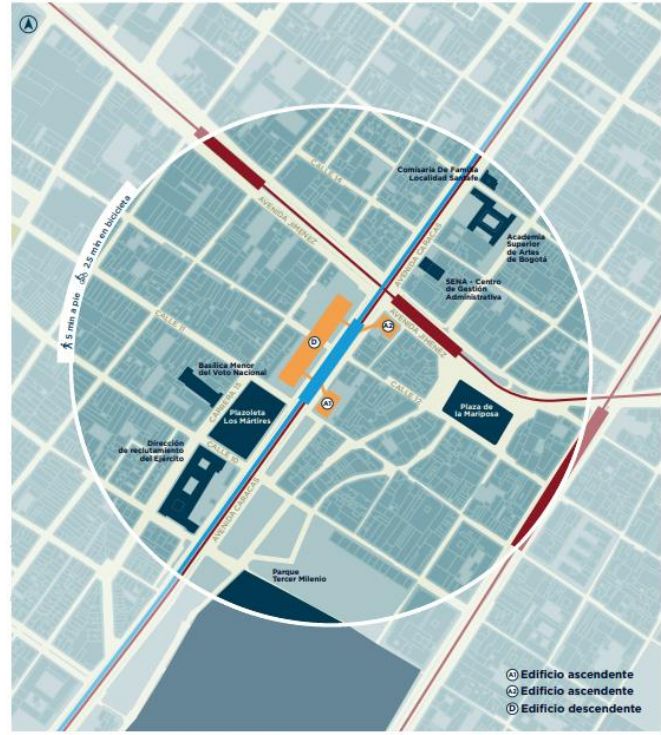 CALLE 14
Comisaría De Familia
Localidad Santafe
AVENIDA JIMENEZ
AVENIDA CARACAS
Academia
Superior
de Artes
de Bogotá
SENA - Centro
de Gestión
Administrativa
5 min a pie 2.5 min en bicicleta
AVENIDA JIMENEZ
A2
D
CALLE 11
Basílica Menor
del Voto Nacional
CARRERA 15
CALLE 12
A1
Plazoleta
Los Mártires
Plaza de
la Mariposa
Dirección
de reclutamiento
del Ejército
CALLE 10
AVENIDA CARACAS
Parque
Tercer Milenio
A1 Edificio ascendente
A2 Edificio ascendente
D Edificio descendente